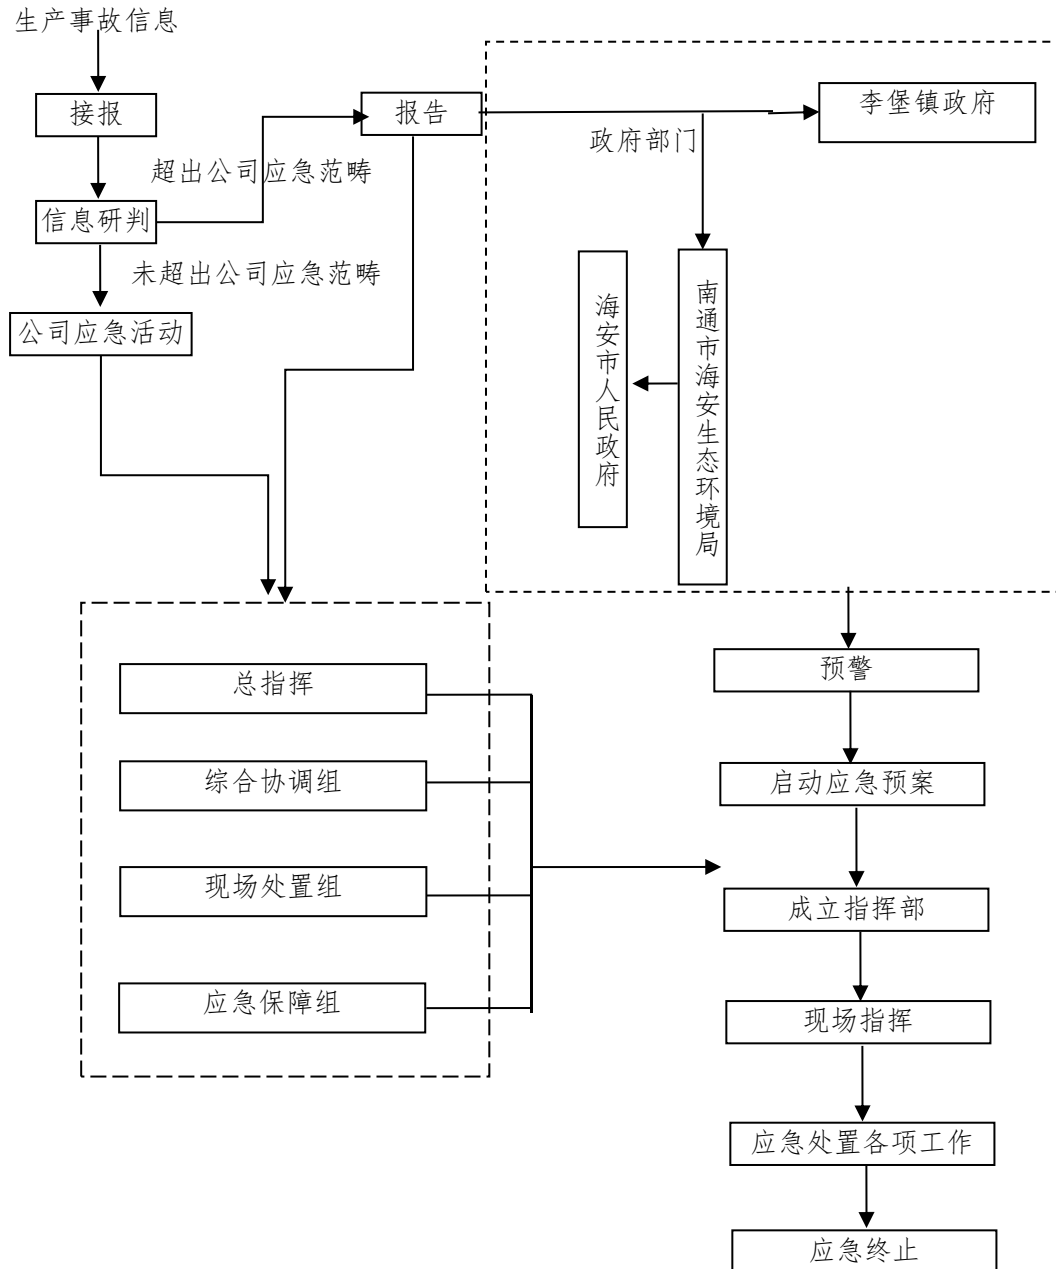 生产事故信息
接报
报告
李堡镇政府
政府部门
超出公司应急范畴
信息研判
未超出公司应急范畴
公司应急活动
海安市人民政府
南通市海安生态环境局
总指挥
综合协调组
现场处置组
应急保障组
预警
启动应急预案
成立指挥部
现场指挥
应急处置各项工作
应急终止